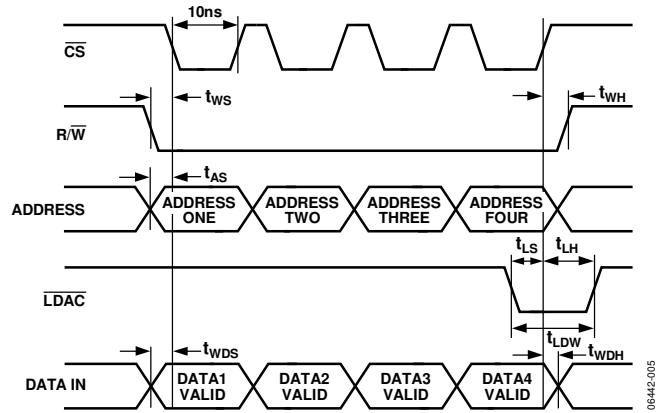 10ns
CS
tWS
tWH
R/W
tAS
ADDRESS
ADDRESS ONE
ADDRESS TWO
ADDRESS THREE
ADDRESS FOUR
tLS
tLH
LDAC
tLDW
tWDS
tWDH
DATA IN
DATA1 VALID
DATA2 VALID
DATA3 VALID
DATA4 VALID
06442-005